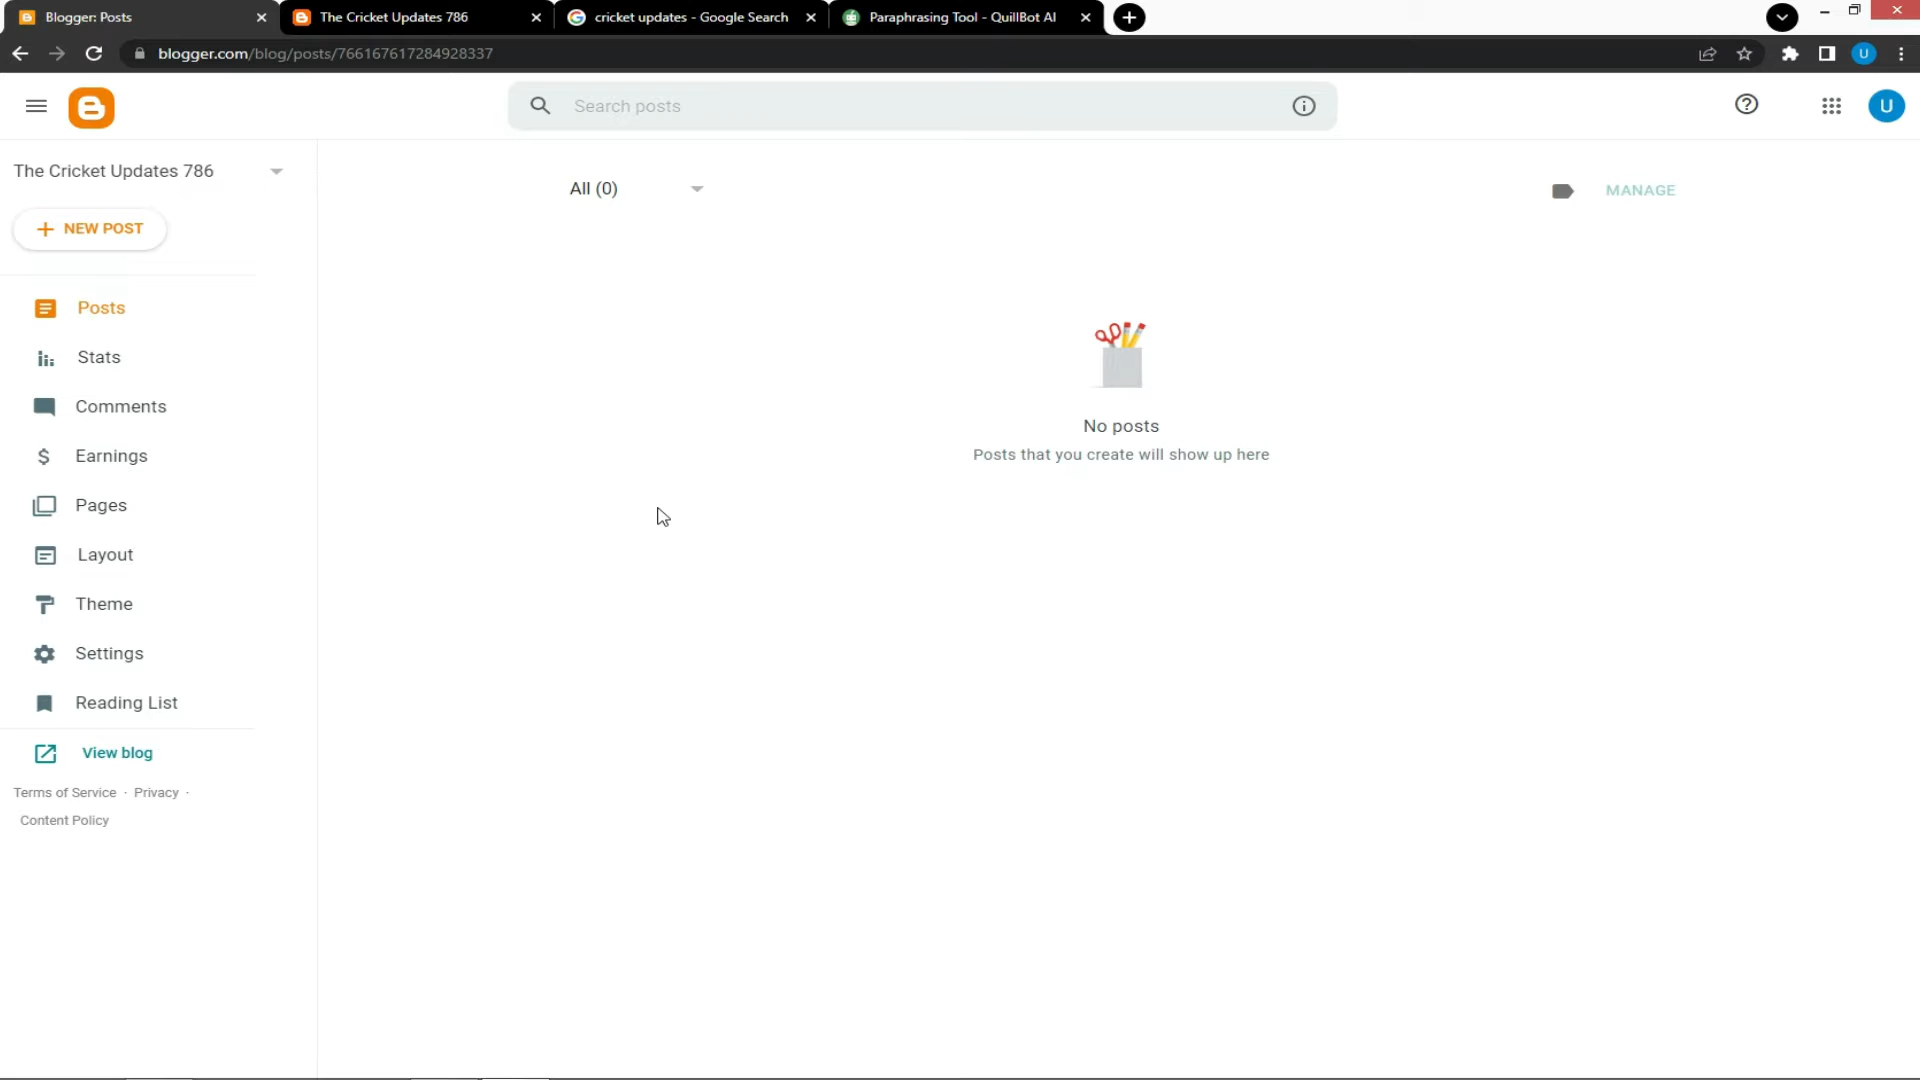 Blogger: Posts
The Cricket Updates 786
cricket updates - Google Search
Paraphrasing Tool - QuillBot AI
blogger.com/blog/posts/766167617284928337
U
Search posts
U
The Cricket Updates 786
All (0)
MANAGE
NEW POST
Posts
Stats
Comments
Earnings
Pages
Layout
Theme
Settings
Reading List
View blog
Terms of Service · Privacy ·
Content Policy
No posts
Posts that you create will show up here